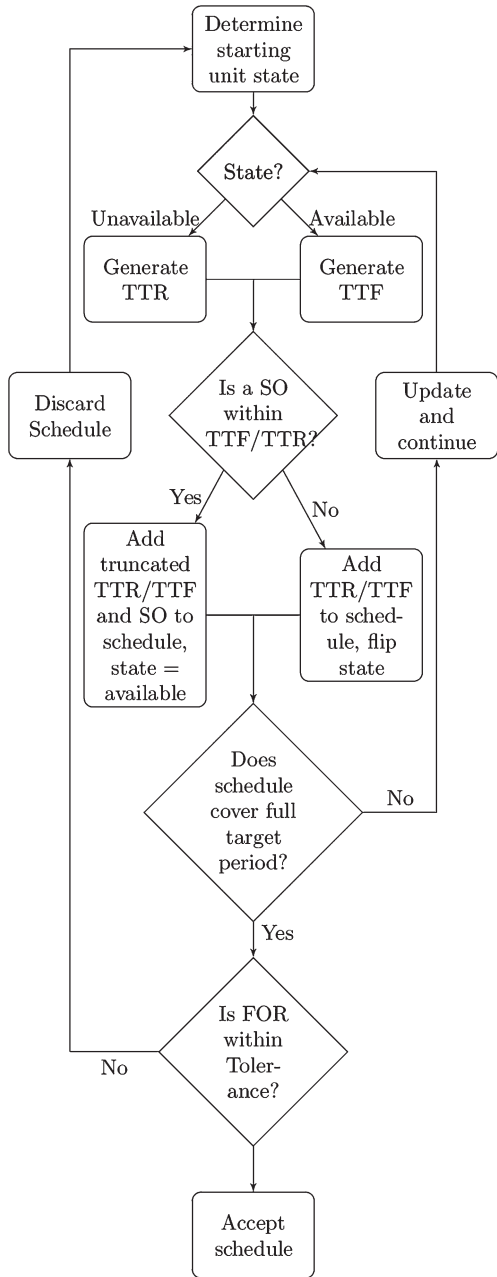 Determine
starting
unit state
State?
Unavailable
Available
Generate
TTR
Generate
TTF
Discard
Schedule
Is a SO
within
TTF/TTR?
Update
and
continue
Yes
No
Add
truncated
TTR/TTF
and SO to
schedule,
state =
available
Add
TTR/TTF
to sched-
ule, flip
state
Does
schedule
cover full
target
period?
No
Yes
Is FOR
within
Toler-
ance?
No
Accept
schedule